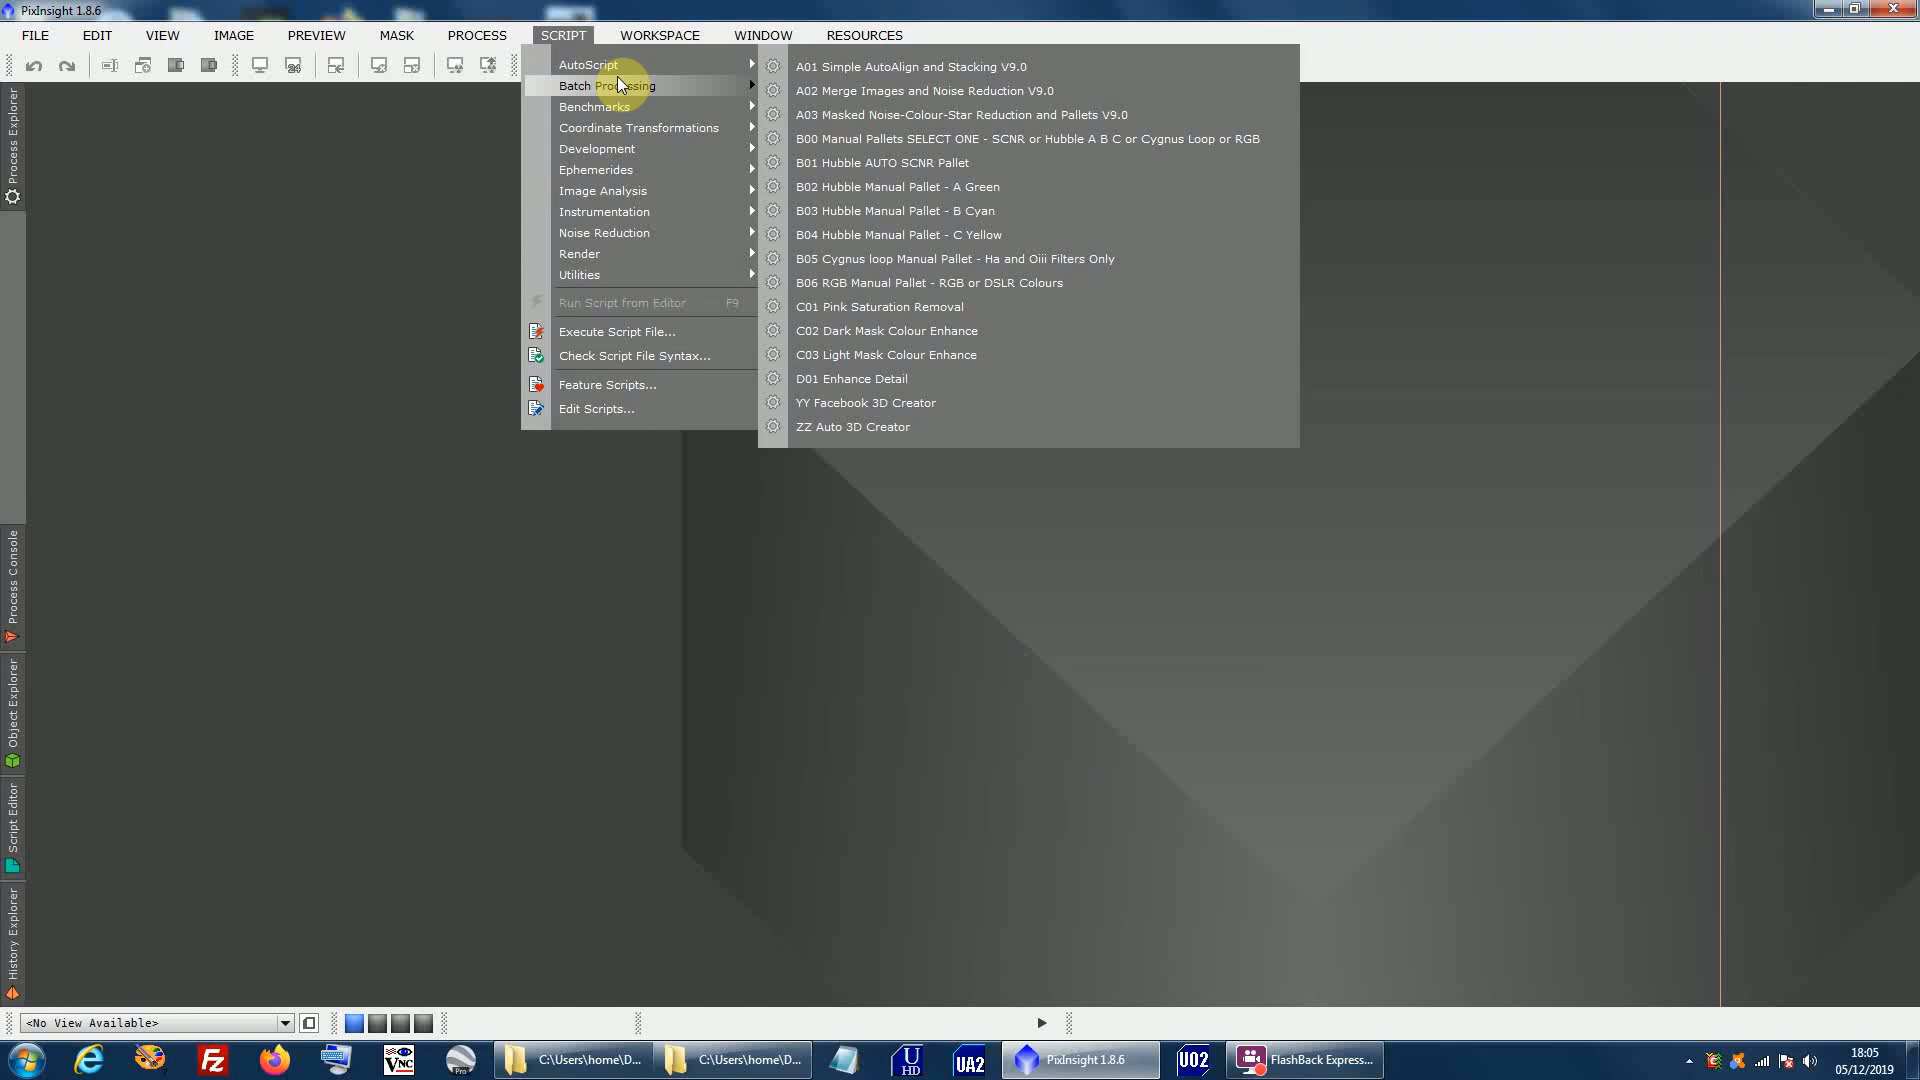 PixInsight 1.8.6
FILE EDIT VIEW IMAGE PREVIEW MASK PROCESS SCRIPT WORKSPACE WINDOW RESOURCES
24
AutoScript
Batch Processing
Benchmarks
Coordinate Transformations
Development
Ephemerides
Image Analysis
Instrumentation
Noise Reduction
Render
Utilities
Run Script from Editor F9
Execute Script File...
Check Script File Syntax...
Feature Scripts...
Edit Scripts...
A01 Simple AutoAlign and Stacking V9.0
A02 Merge Images and Noise Reduction V9.0
A03 Masked Noise-Colour-Star Reduction and Pallets V9.0
B00 Manual Pallets SELECT ONE - SCNR or Hubble A B C or Cygnus Loop or RGB
B01 Hubble AUTO SCNR Pallet
B02 Hubble Manual Pallet - A Green
B03 Hubble Manual Pallet - B Cyan
B04 Hubble Manual Pallet - C Yellow
B05 Cygnus loop Manual Pallet - Ha and Oiii Filters Only
B06 RGB Manual Pallet - RGB or DSLR Colours
C01 Pink Saturation Removal
C02 Dark Mask Colour Enhance
C03 Light Mask Colour Enhance
D01 Enhance Detail
YY Facebook 3D Creator
ZZ Auto 3D Creator
Process Explorer
Process Console
Object Explorer
Script Editor
History Explorer
<No View Available>
Fz
VNC
Pro
C:\Users\home\D...
C:\Users\home\D...
U HD
UA2
PixInsight 1.8.6
UO2
FlashBack Express...
18:05
05/12/2019